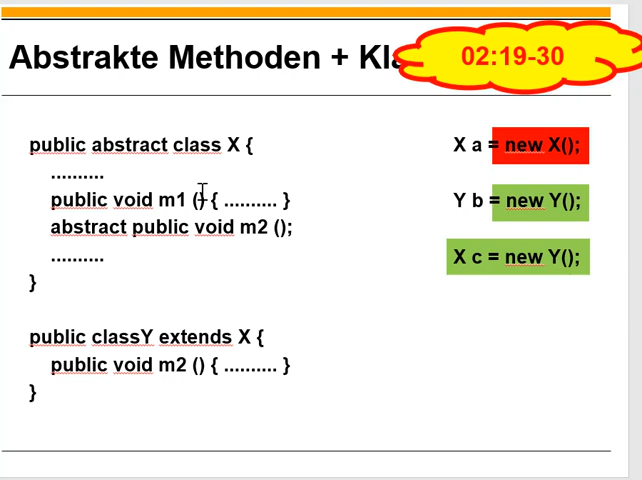 Abstrakte Methoden + Kla
02:19-30
public abstract class X {
..........
public void m1 () { .......... }
abstract public void m2 ();
..........
}
public classY extends X {
public void m2 () { .......... }
}
X a = new X();
Y b = new Y();
X c = new Y();